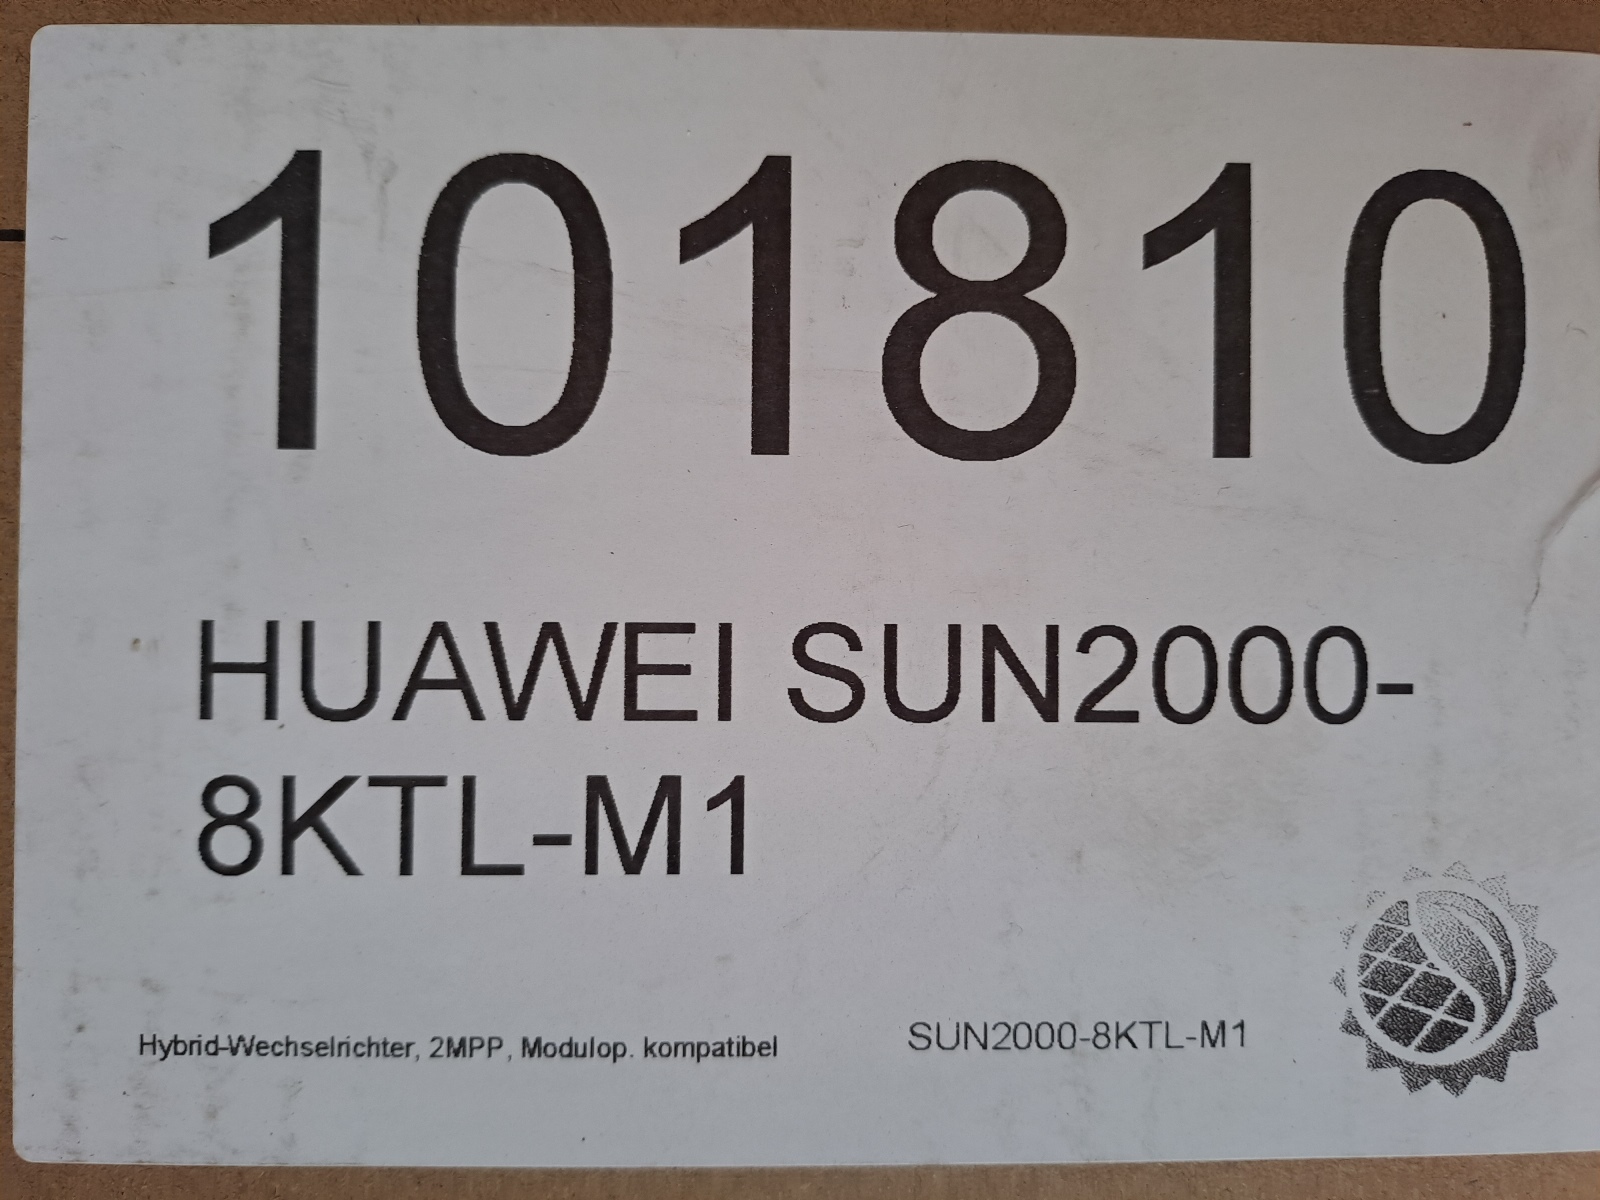 101810
HUAWEI SUN2000-
8KTL-M1
Hybrid-Wechselrichter, 2MPP, Modulop. kompatibel
SUN2000-8KTL-M1